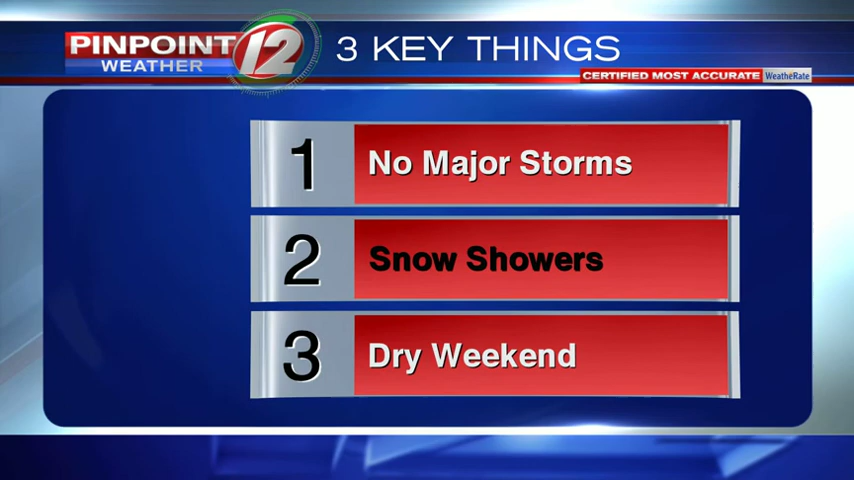 PINPOINT 12
WEATHER
3 KEY THINGS
CERTIFIED MOST ACCURATE WeatheRate
1 No Major Storms
2 Snow Showers
3 Dry Weekend